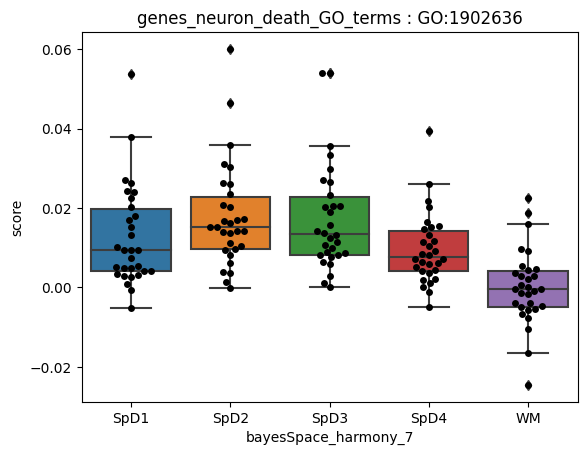 genes_neuron_death_GO_terms : GO:1902636
0.06
0.04
0.02
0.00
−0.02
score
SpD1 SpD2 SpD3 SpD4 WM
bayesSpace_harmony_7